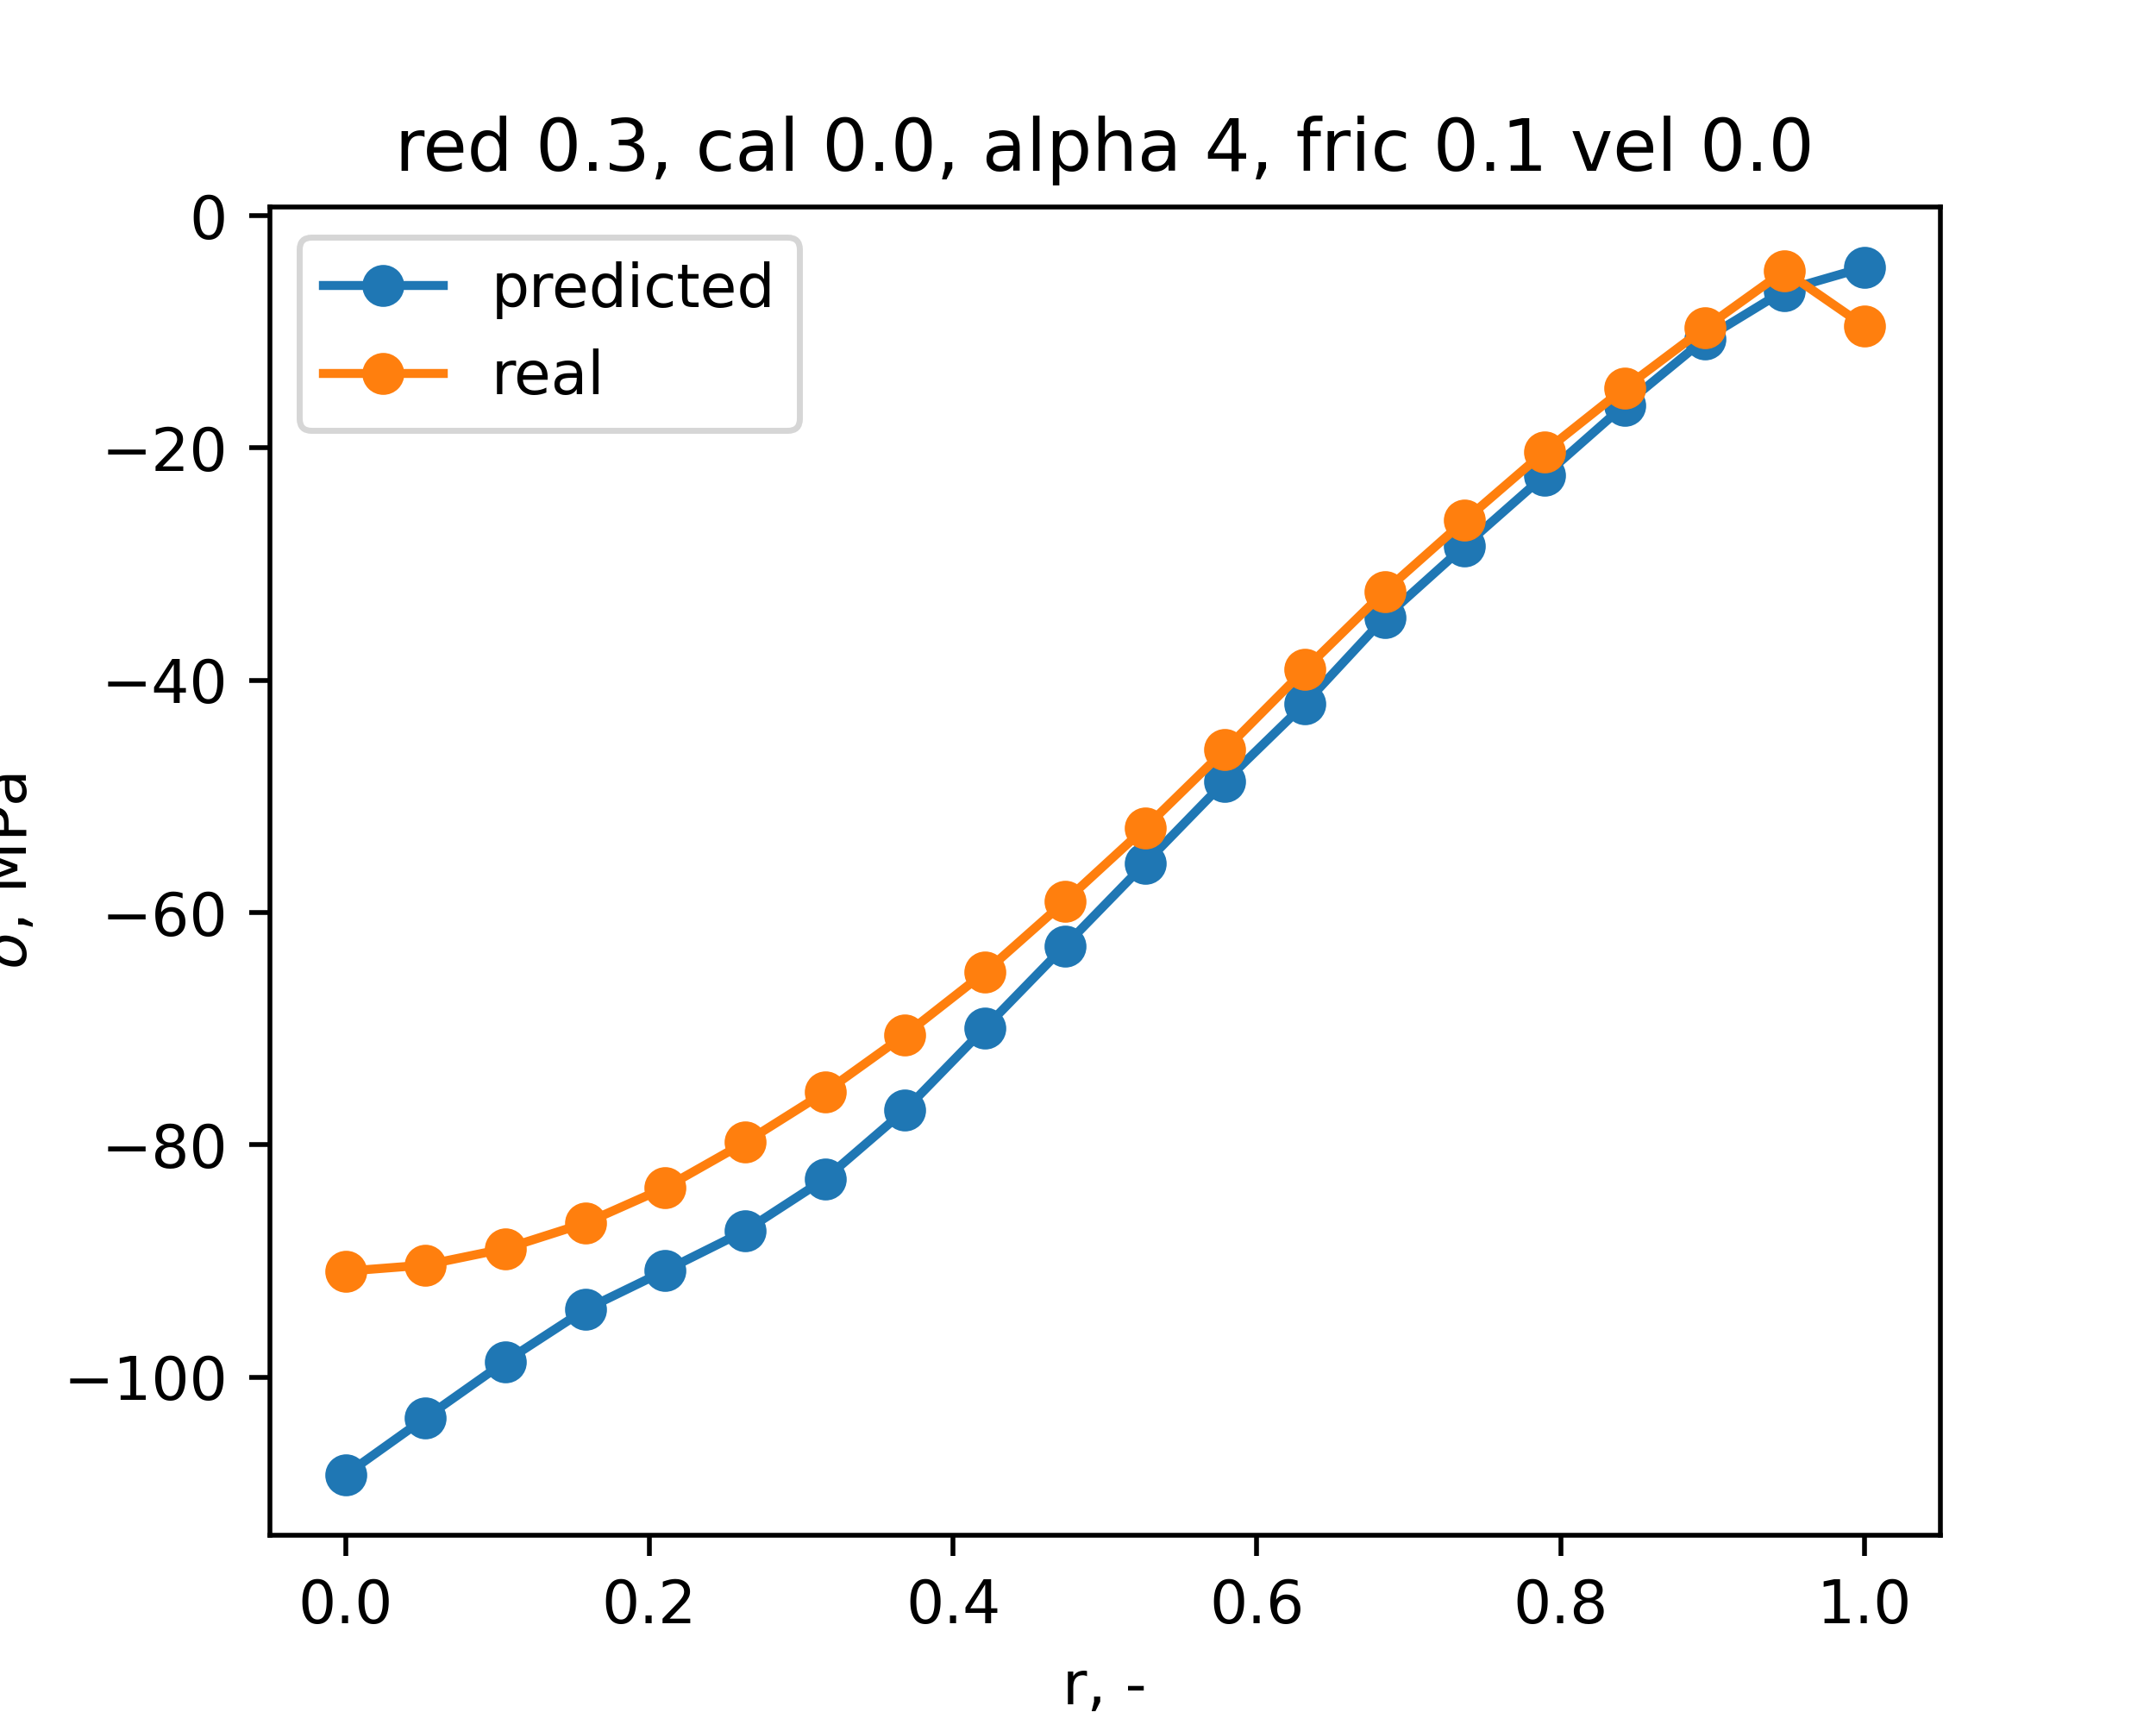 red 0.3, cal 0.0, alpha 4, fric 0.1 vel 0.0
predicted
real
0
−20
−40
−60
−80
−100
, MPa
0.0 0.2 0.4 0.6 0.8 1.0
r, -